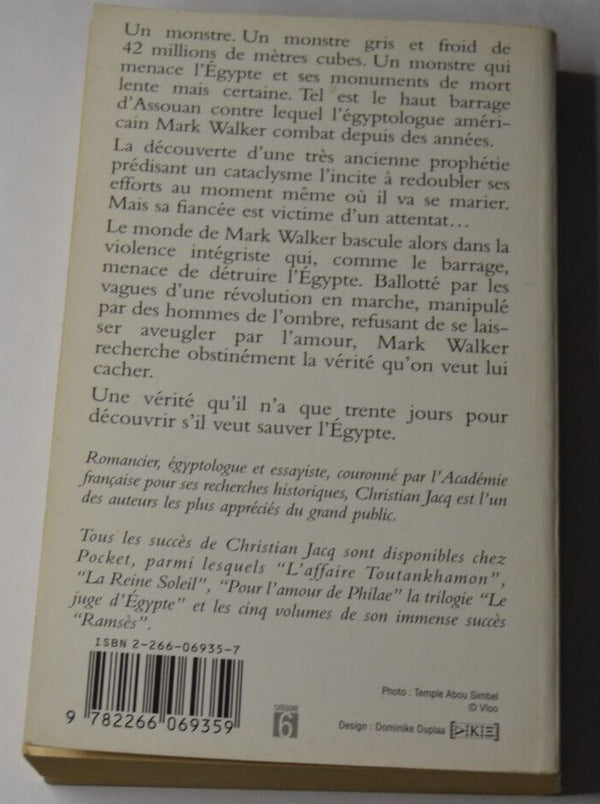 Un monstre. Un monstre gris et froid de
42 millions de mètres cubes. Un monstre qui
menace l'Égypte et ses monuments de mort
lente mais certaine. Tel est le haut barrage
d'Assouan contre lequel l'égyptologue améri-
cain Mark Walker combat depuis des années.
La découverte d'une très ancienne prophétie
prédisant un cataclysme l'incite à redoubler ses
efforts au moment même où il va se marier.
Mais sa fiancée est victime d'un attentat...
Le monde de Mark Walker bascule alors dans la
violence intégriste qui, comme le barrage,
menace de détruire l'Égypte. Ballotté par les
vagues d'une révolution en marche, manipulé
par des hommes de l'ombre, refusant de se lais-
ser aveugler par l'amour, Mark Walker
recherche obstinément la vérité qu'on veut lui
cacher.
Une vérité qu'il n'a que trente jours pour
découvrir s'il veut sauver l'Égypte.
Romancier, égyptologue et essayiste, couronné par l'Académie
française pour ses recherches historiques, Christian Jacq est l'un
des auteurs les plus appréciés du grand public.
Tous les succès de Christian Jacq sont disponibles chez
Pocket, parmi lesquels "L'affaire Toutankhamon",
"La Reine Soleil", "Pour l'amour de Philae" la trilogie "Le
juge d'Égypte" et les cinq volumes de son immense succès
"Ramsès".
ISBN 2-266-06935-7
9 782266 069359
CATÉGORIE
6
Photo : Temple Abou Simbel
© Vloo
Design : Dominike Duplaa